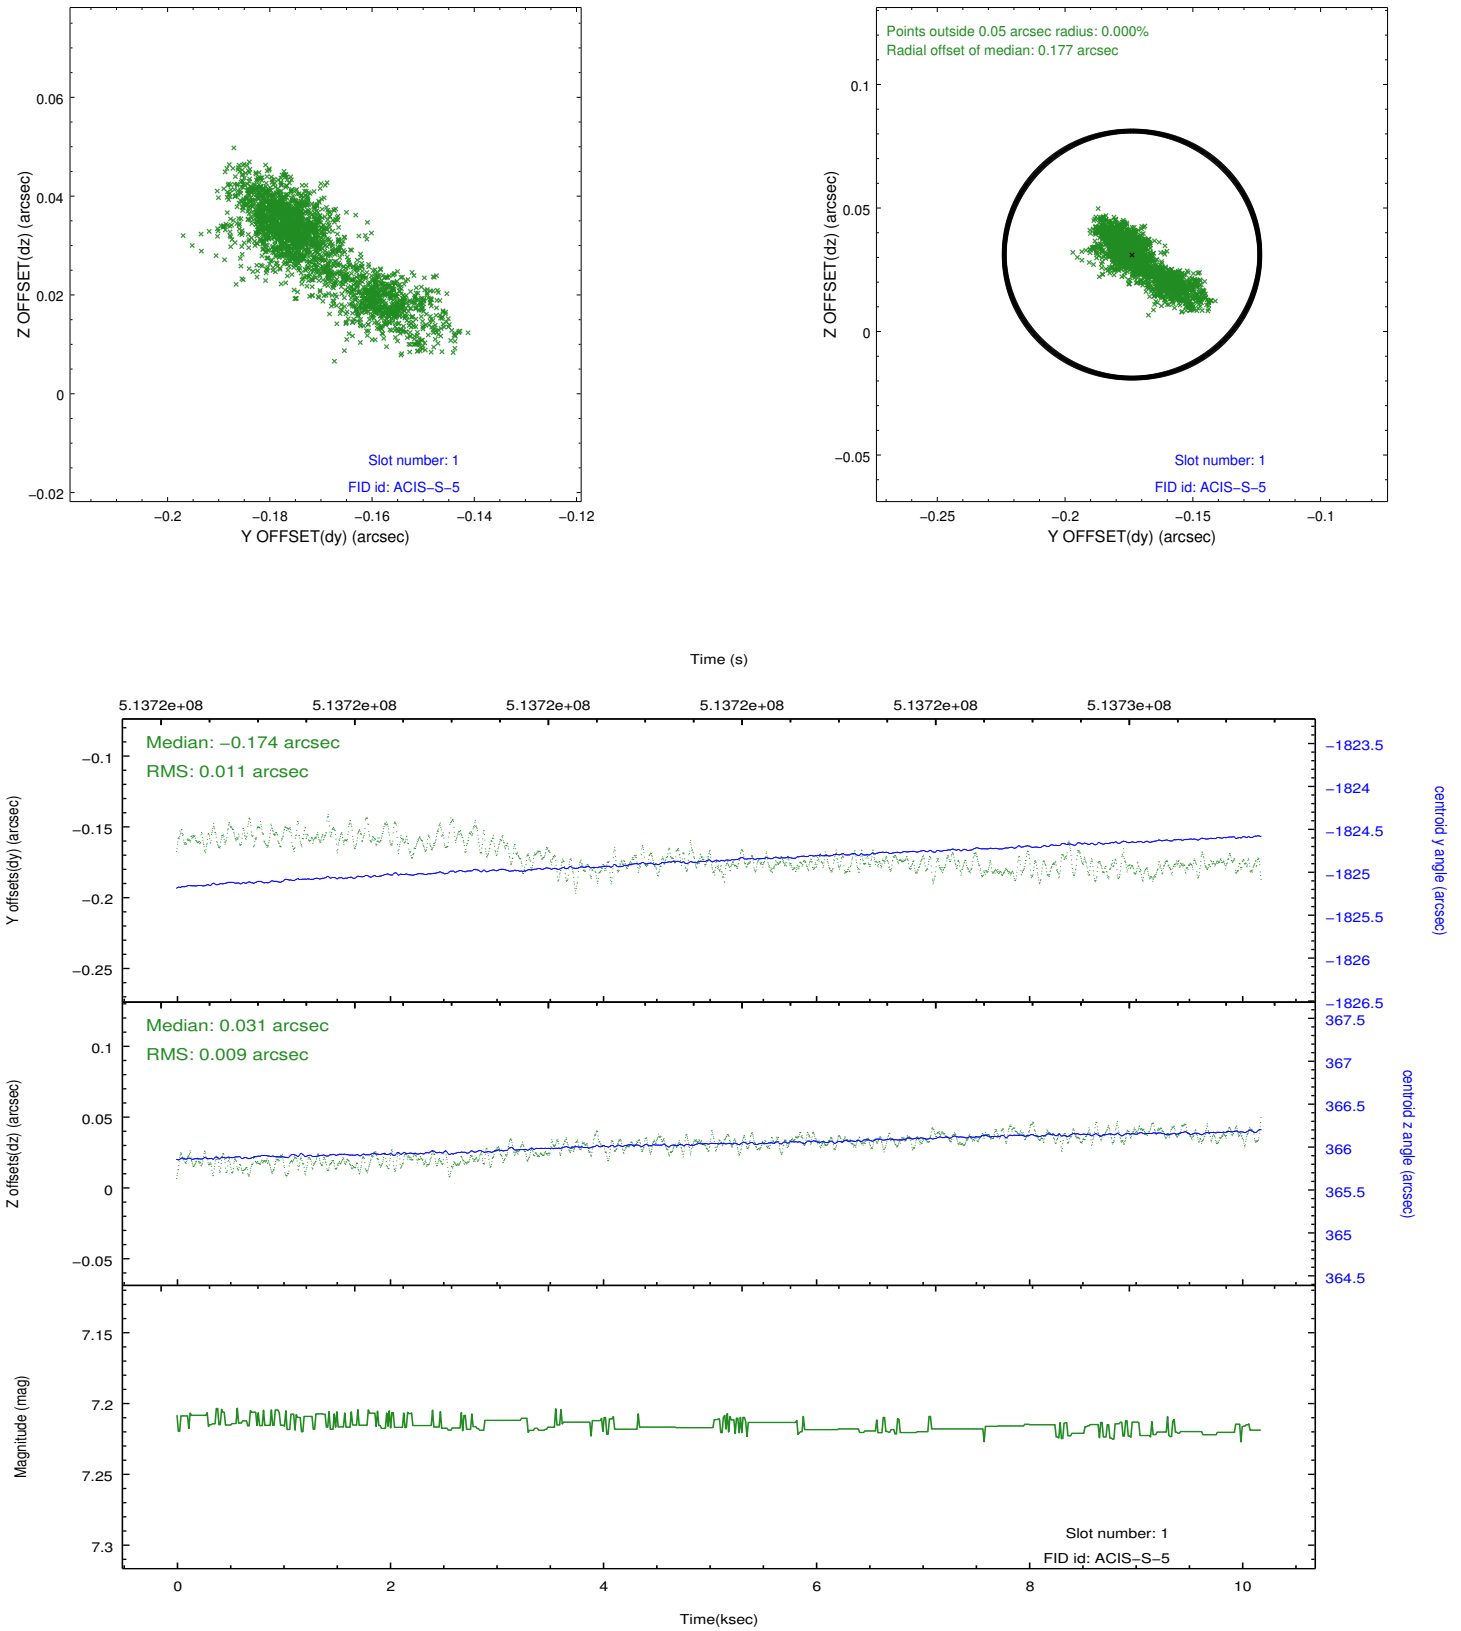 0.06
0.04
0.02
0
−0.02
Z OFFSET(dz) (arcsec)
Slot number: 1
FID id: ACIS−S−5
−0.2 −0.18 −0.16 −0.14 −0.12
Y OFFSET(dy) (arcsec)
Points outside 0.05 arcsec radius: 0.000%
Radial offset of median: 0.177 arcsec
0.1
0.05
0
−0.05
Z OFFSET(dz) (arcsec)
Slot number: 1
FID id: ACIS−S−5
−0.25 −0.2 −0.15 −0.1
Y OFFSET(dy) (arcsec)
Time (s)
5.1372e+08 5.1372e+08 5.1372e+08 5.1372e+08 5.1372e+08 5.1373e+08
Median: −0.174 arcsec
RMS: 0.011 arcsec
−0.1
−0.15
−0.2
−0.25
Y offsets(dy) (arcsec)
−1823.5
−1824
−1824.5
−1825
−1825.5
−1826
−1826.5
centroid y angle (arcsec)
Median: 0.031 arcsec
RMS: 0.009 arcsec
0.1
0.05
0
−0.05
Z offsets(dz) (arcsec)
367.5
367
366.5
366
365.5
365
364.5
centroid z angle (arcsec)
7.15
7.2
7.25
7.3
Magnitude (mag)
Slot number: 1
FID id: ACIS−S−5
0 2 4 6 8 10
Time(ksec)